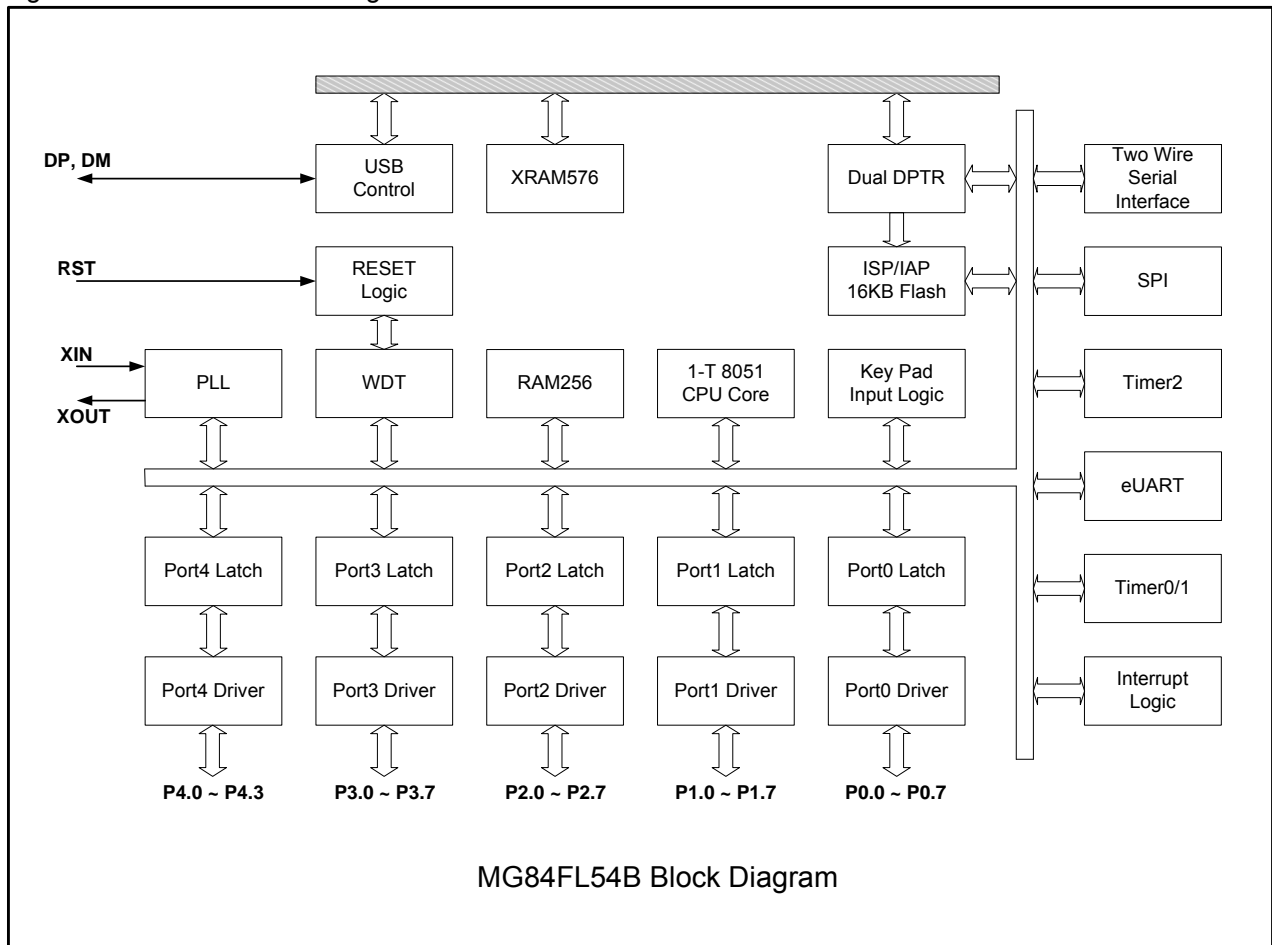 DP, DM
USB
Control
XRAM576
Dual DPTR
Two Wire
Serial
Interface
RST
RESET
Logic
ISP/IAP
16KB Flash
SPI
XIN
XOUT
PLL
WDT
RAM256
1-T 8051
CPU Core
Key Pad
Input Logic
Timer2
eUART
Port4 Latch
Port3 Latch
Port2 Latch
Port1 Latch
Port0 Latch
Timer0/1
Port4 Driver
Port3 Driver
Port2 Driver
Port1 Driver
Port0 Driver
Interrupt
Logic
P4.0 ~ P4.3
P3.0 ~ P3.7
P2.0 ~ P2.7
P1.0 ~ P1.7
P0.0 ~ P0.7
MG84FL54B Block Diagram